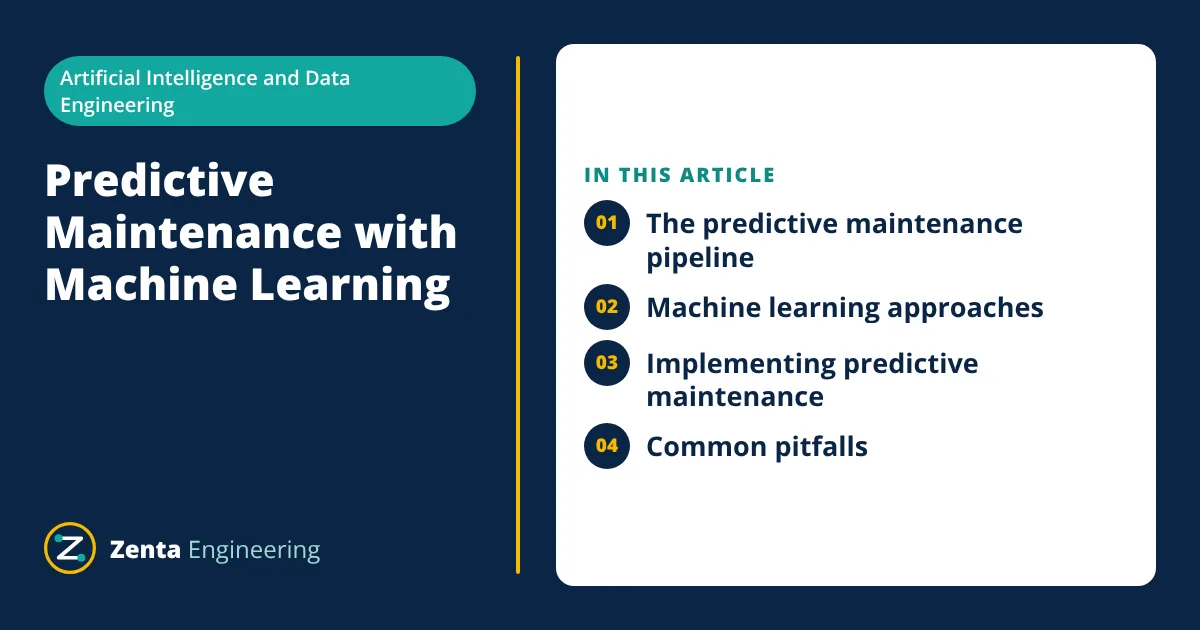 Artificial Intelligence and Data
Engineering
Predictive
Maintenance with
Machine Learning
Zenta Engineering
IN THIS ARTICLE
01 The predictive maintenance
pipeline
02 Machine learning approaches
03 Implementing predictive
maintenance
04 Common pitfalls